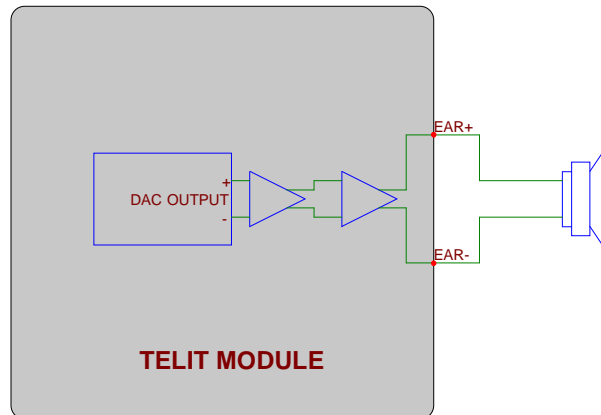 EAR+
+
DAC OUTPUT
-
EAR-
TELIT MODULE